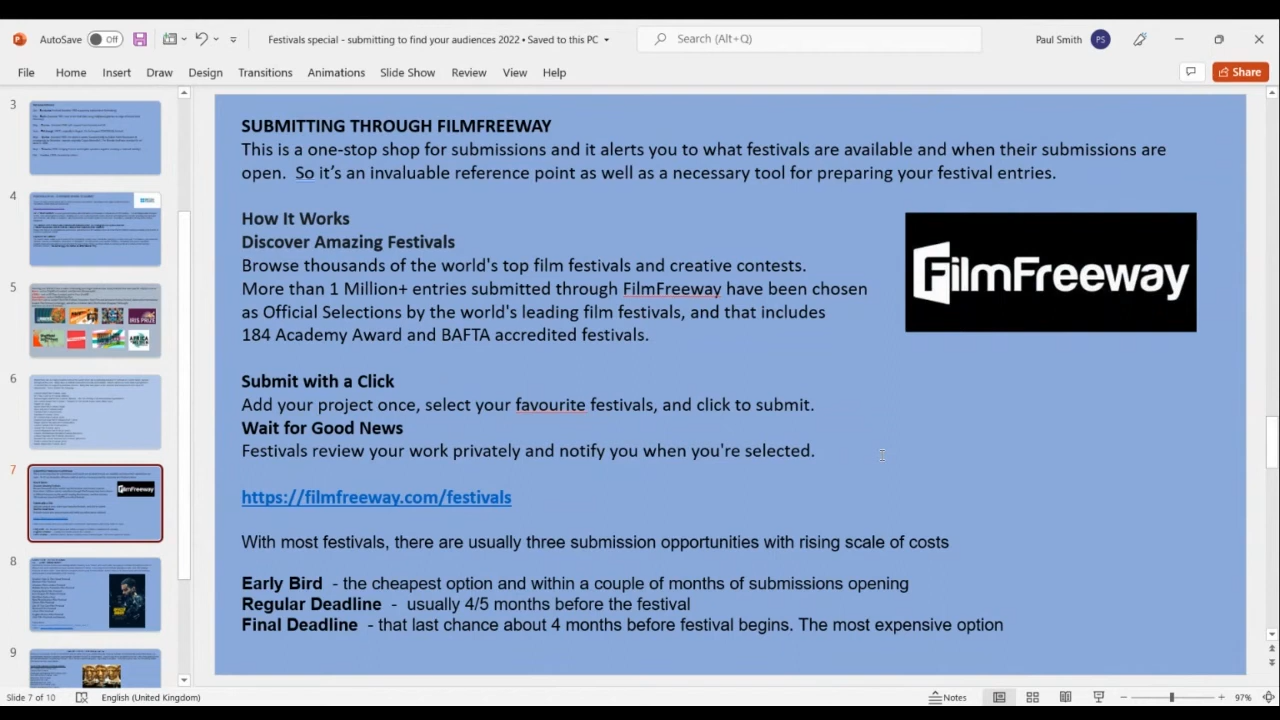 AutoSave Off Festivals special - submitting to find your audiences 2022 • Saved to this PC Search (Alt+Q) Paul Smith PS
File Home Insert Draw Design Transitions Animations Slide Show Review View Help Share
3
4
5
6
7
8
9
SUBMITTING THROUGH FILMFREEWAY
This is a one-stop shop for submissions and it alerts you to what festivals are available and when their submissions are
open. So it's an invaluable reference point as well as a necessary tool for preparing your festival entries.
How It Works
Discover Amazing Festivals
Browse thousands of the world's top film festivals and creative contests.
More than 1 Million+ entries submitted through FilmFreeway have been chosen
as Official Selections by the world's leading film festivals, and that includes
184 Academy Award and BAFTA accredited festivals.
FilmFreeway
Submit with a Click
Add your project once, select your favourite festivals, and click to submit.
Wait for Good News
Festivals review your work privately and notify you when you're selected.
https://filmfreeway.com/festivals
With most festivals, there are usually three submission opportunities with rising scale of costs
Early Bird - the cheapest option and within a couple of months of submissions opening
Regular Deadline - usually 4/5 months before the festival
Final Deadline - that last chance about 4 months before festival begins. The most expensive option
Slide 7 of 10 English (United Kingdom) Notes 97%